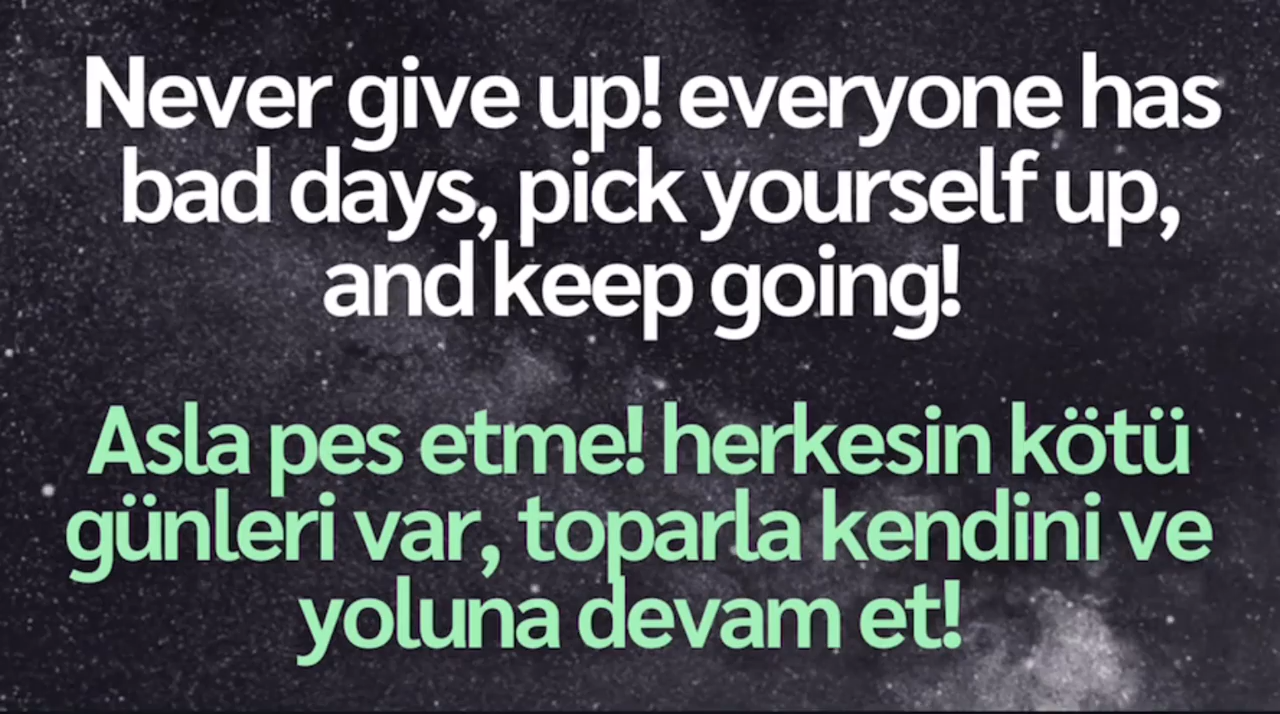 Never give up! everyone has
bad days, pick yourself up,
and keep going!
Asla pes etme! herkesin kötü
günleri var, toparla kendini ve
yoluna devam et!